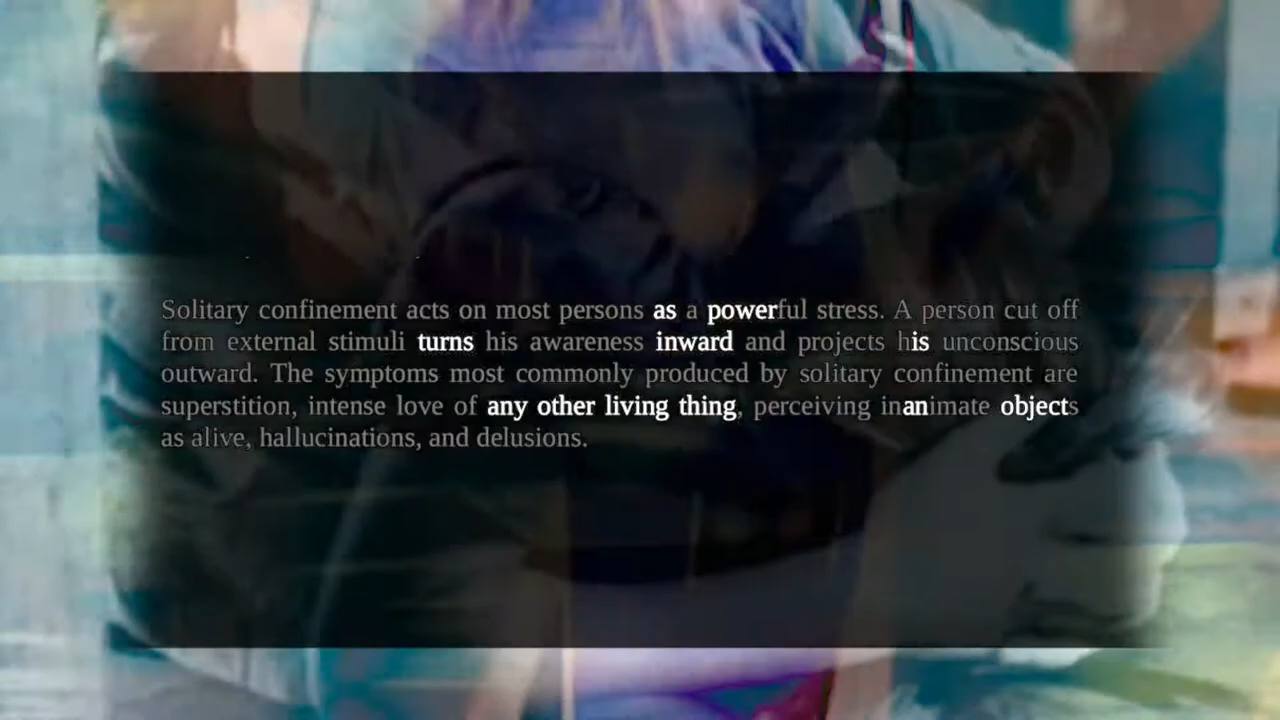 Solitary confinement acts on most persons as a powerful stress. A person cut off
from external stimuli turns his awareness inward and projects his unconscious
outward. The symptoms most commonly produced by solitary confinement are
superstition, intense love of any other living thing, perceiving inanimate objects
as alive, hallucinations, and delusions.